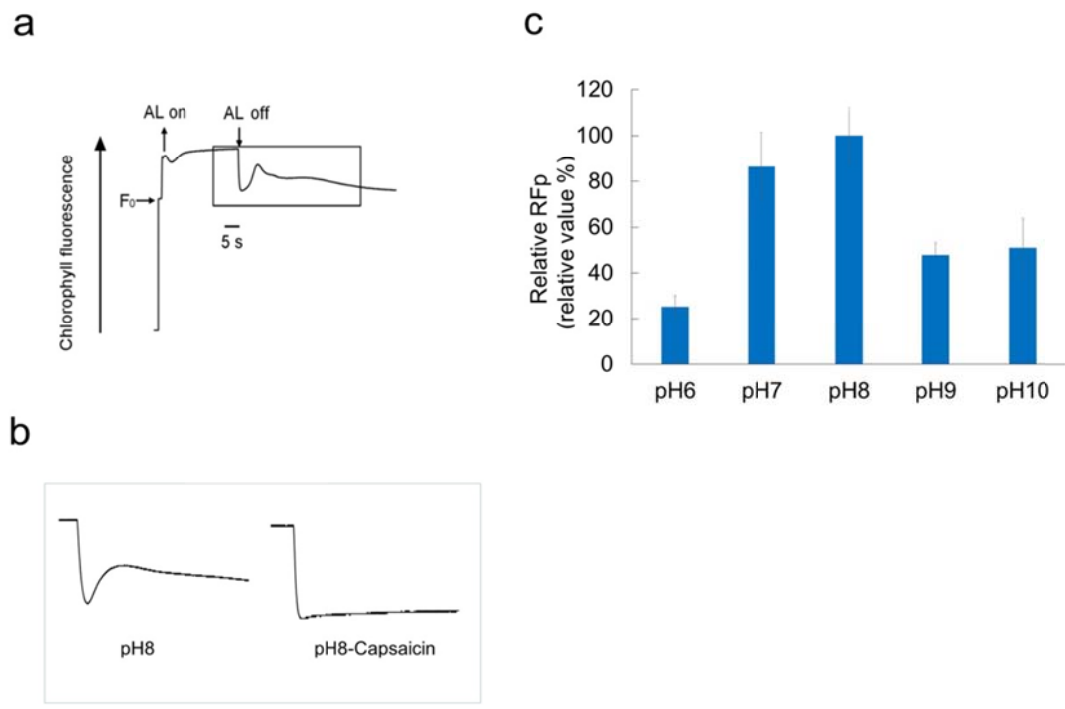 a
AL on
AL off
F₀
5 s
Chlorophyll fluorescence
b
pH8
pH8-Capsaicin
c
Relative RFp
(relative value %)
120
100
80
60
40
20
0
pH6 pH7 pH8 pH9 pH10